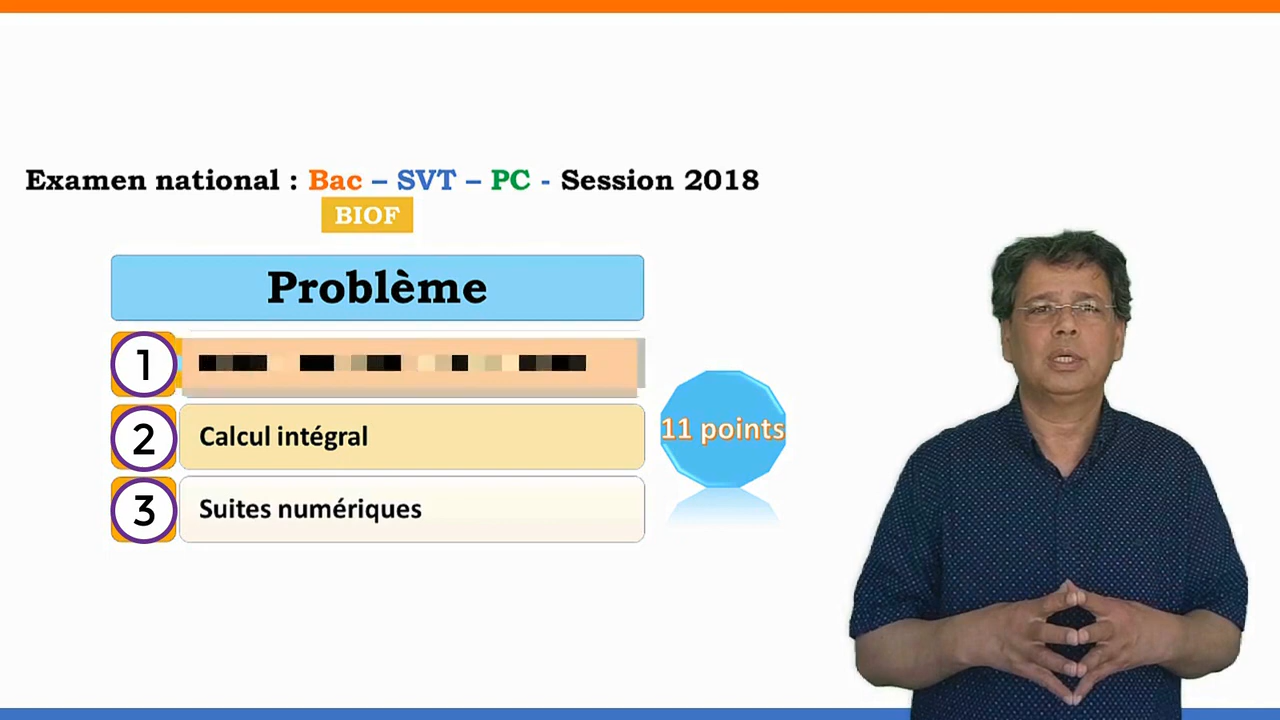 Examen national : Bac – SVT – PC - Session 2018
BIOF
Problème
1
2 Calcul intégral
3 Suites numériques
11 points